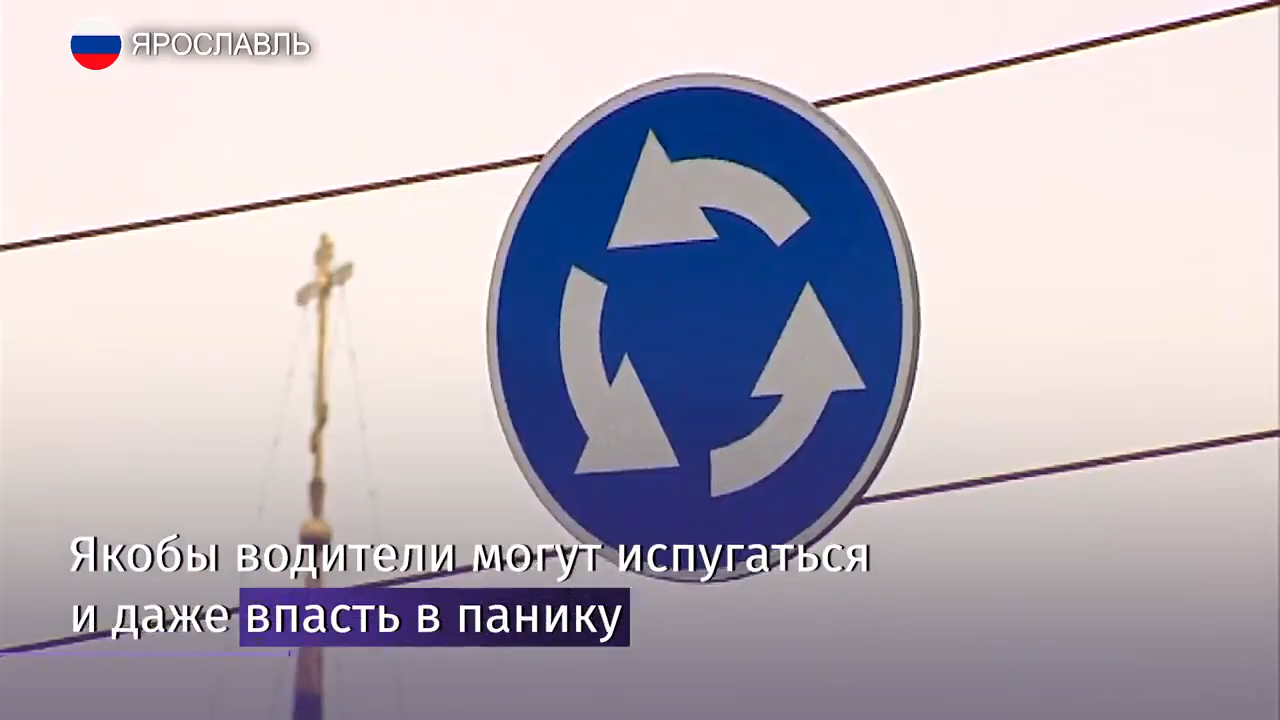 ЯРОСЛАВЛЬ
Якобы водители могут испугаться
и даже впасть в панику